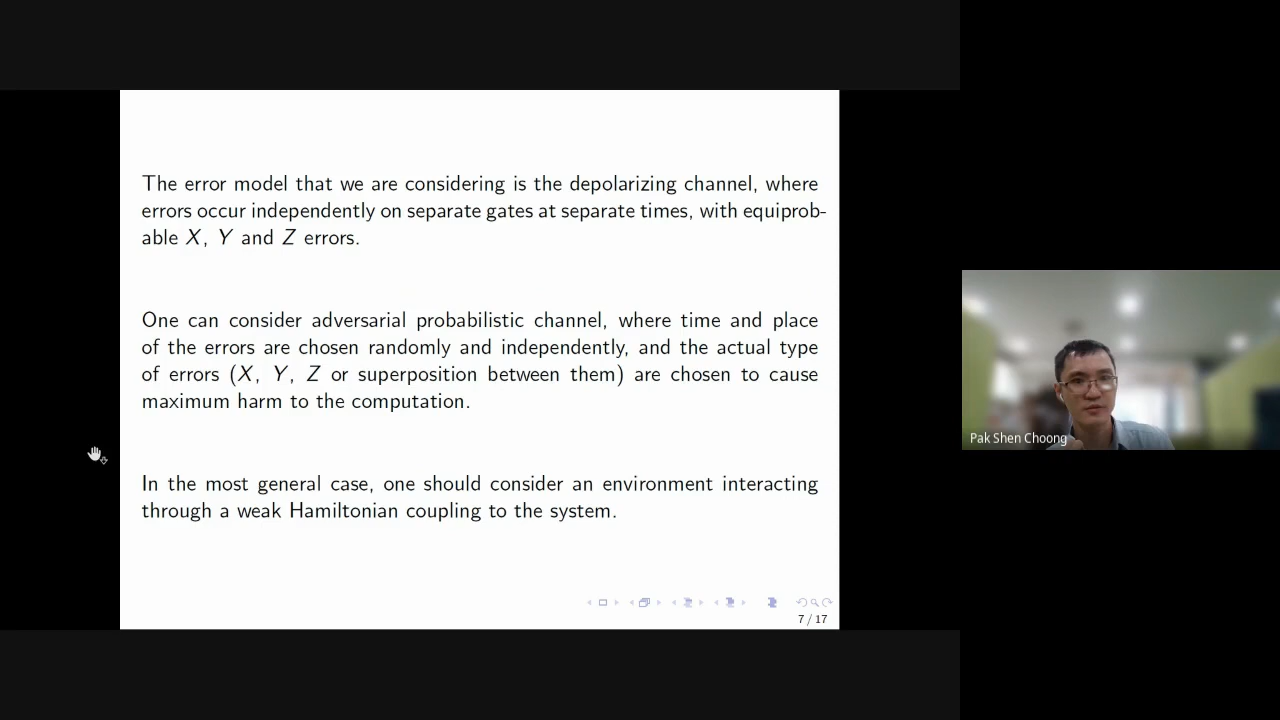 The error model that we are considering is the depolarizing channel, where
errors occur independently on separate gates at separate times, with equiprob-
able X, Y and Z errors.
One can consider adversarial probabilistic channel, where time and place
of the errors are chosen randomly and independently, and the actual type
of errors (X, Y, Z or superposition between them) are chosen to cause
maximum harm to the computation.
In the most general case, one should consider an environment interacting
through a weak Hamiltonian coupling to the system.
7 / 17
Pak Shen Choong